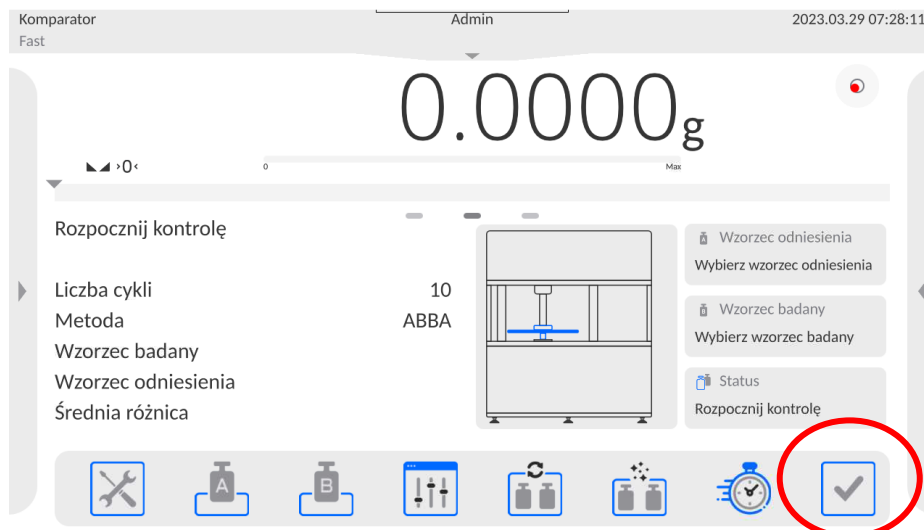 Komparator
Admin
2023.03.29 07:28:11
Fast
0.0000 g
>0<
0
Max
Rozpocznij kontrolę
Liczba cykli 10
Metoda ABBA
Wzorzec badany
Wzorzec odniesienia
Średnia różnica
A Wzorzec odniesienia
Wybierz wzorzec odniesienia
B Wzorzec badany
Wybierz wzorzec badany
Status
Rozpocznij kontrolę
A
B